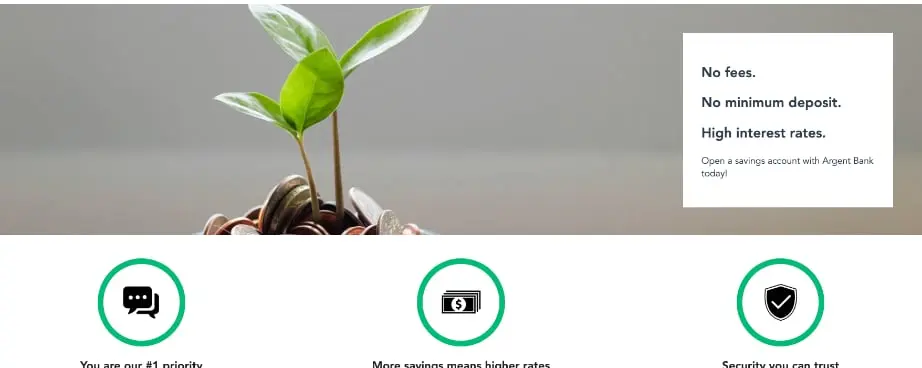 No fees.
No minimum deposit.
High interest rates.
Open a savings account with Argent Bank
today!
You are our #1 priority
More savings means higher rates
Security you can trust